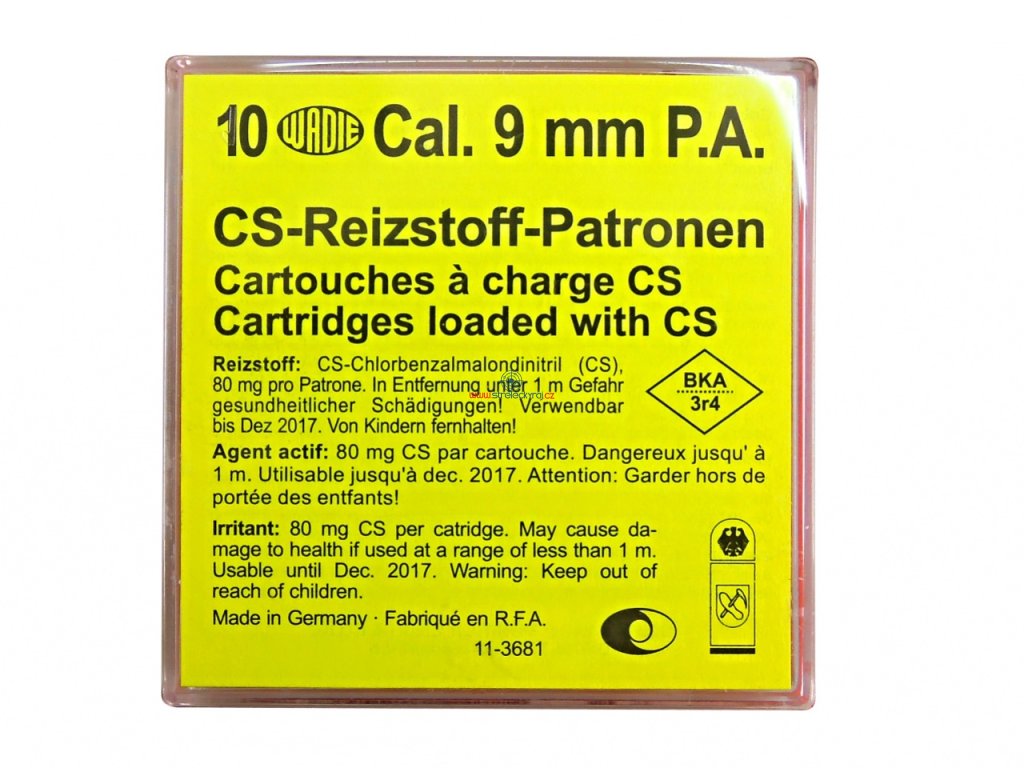 10 WADIE Cal. 9 mm P.A.
CS-Reizstoff-Patronen
Cartouches à charge CS
Cartridges loaded with CS
Reizstoff: CS-Chlorbenzalmalondinitril (CS),
80 mg pro Patrone. In Entfernung unter 1 m Gefahr
gesundheitlicher Schädigungen! Verwendbar
bis Dez 2017. Von Kindern fernhalten!
BKA
3r4
www.streleckyraj.cz
Agent actif: 80 mg CS par cartouche. Dangereux jusqu' à
1 m. Utilisable jusqu'à dec. 2017. Attention: Garder hors de
portée des entfants!
Irritant: 80 mg CS per catridge. May cause da-
mage to health if used at a range of less than 1 m.
Usable until Dec. 2017. Warning: Keep out of
reach of children.
Made in Germany · Fabriqué en R.F.A.
11-3681